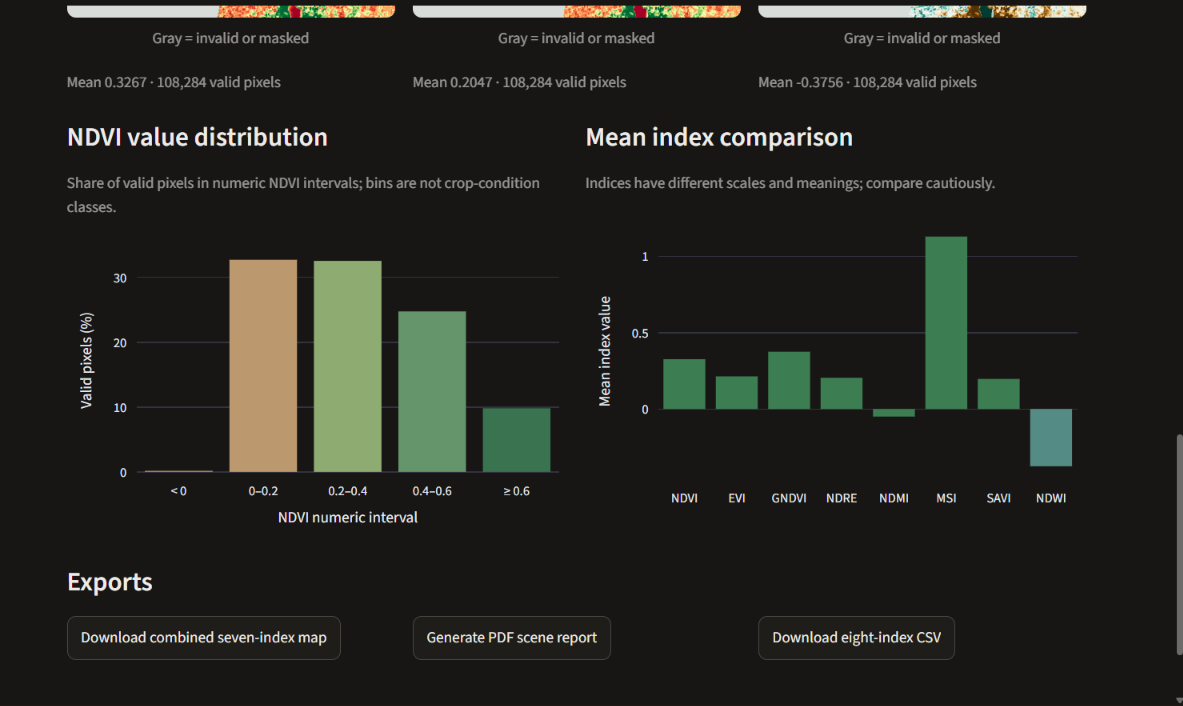 Gray = invalid or masked
Gray = invalid or masked
Gray = invalid or masked
Mean 0.3267 · 108,284 valid pixels
Mean 0.2047 · 108,284 valid pixels
Mean -0.3756 · 108,284 valid pixels
NDVI value distribution
Share of valid pixels in numeric NDVI intervals; bins are not crop-condition
classes.
Valid pixels (%)
30
20
10
0
<0
0–0.2
0.2–0.4
0.4–0.6
≥ 0.6
NDVI numeric interval
Mean index comparison
Indices have different scales and meanings; compare cautiously.
Mean index value
1
0.5
0
NDVI
EVI
GNDVI
NDRE
NDMI
MSI
SAVI
NDWI
Exports
Download combined seven-index map
Generate PDF scene report
Download eight-index CSV